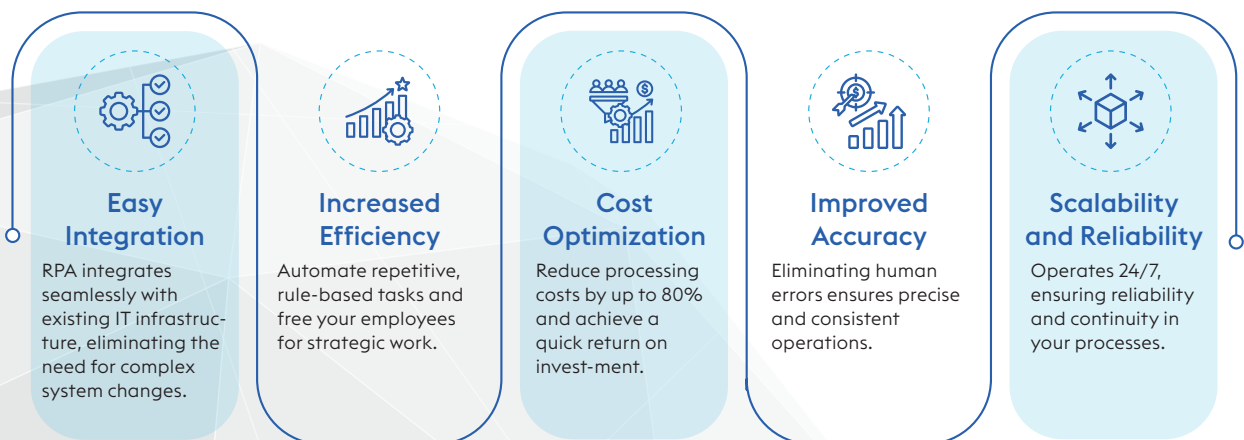 Easy
Integration
RPA integrates
seamlessly with
existing IT infrastruc-
ture, eliminating the
need for complex
system changes.
Increased
Efficiency
Automate repetitive,
rule-based tasks and
free your employees
for strategic work.
$
Cost
Optimization
Reduce processing
costs by up to 80%
and achieve a
quick return on
invest-ment.
$
Improved
Accuracy
Eliminating human
errors ensures precise
and consistent
operations.
Scalability
and Reliability
Operates 24/7,
ensuring reliability
and continuity in
your processes.